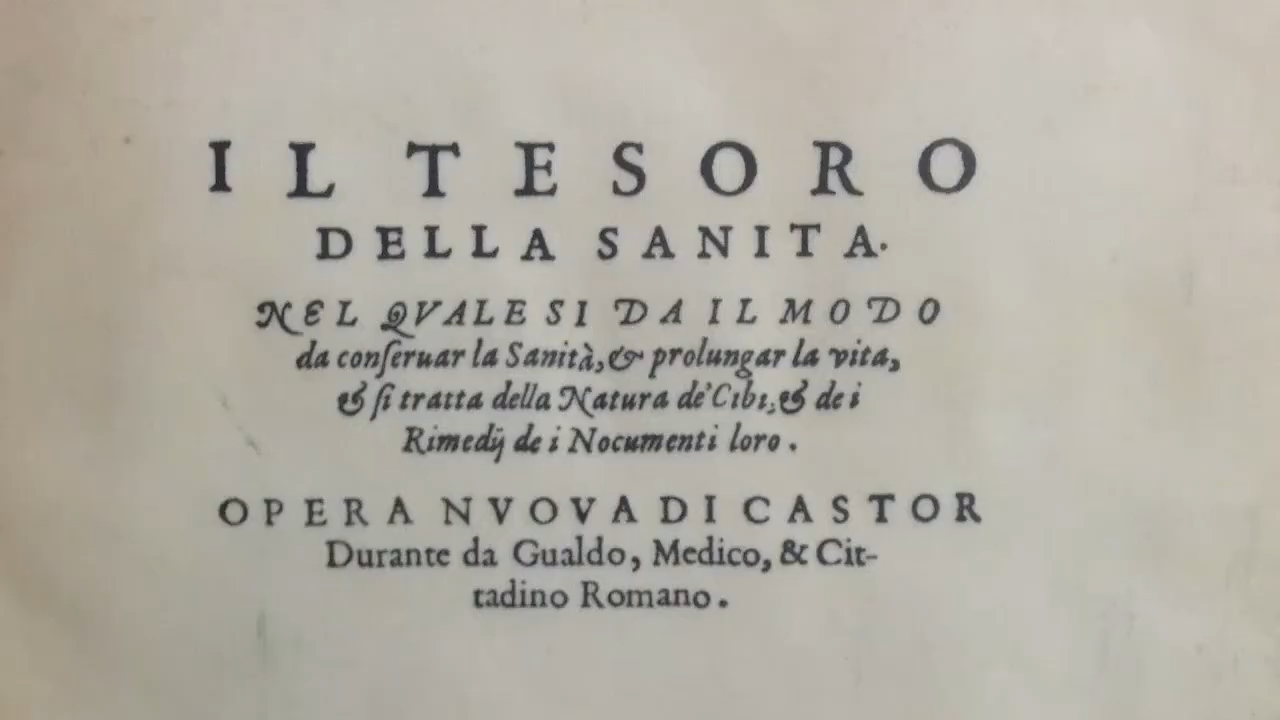 IL TESORO
DELLA SANITA.
NEL QVALE SI DA IL MODO
da conſeruar la Sanità, & prolungar la vita,
& ſi tratta della Natura de' Cibi, & de i
Rimedij de i Nocumenti loro.
OPERA NVOVA DI CASTOR
Durante da Gualdo, Medico, & Cit-
tadino Romano.